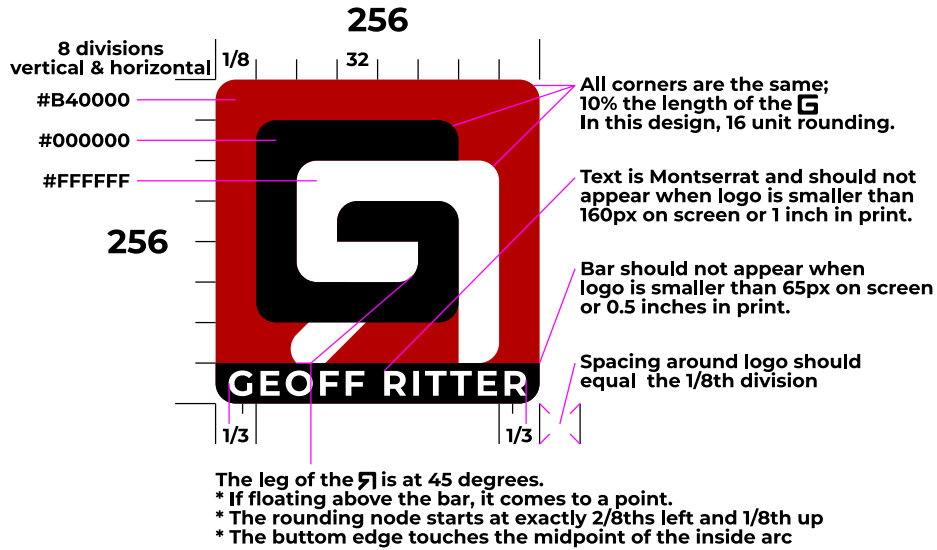 256
8 divisions
vertical & horizontal
1/8
32
#B40000
#000000
#FFFFFF
256
All corners are the same;
10% the length of the G
In this design, 16 unit rounding.
Text is Montserrat and should not
appear when logo is smaller than
160px on screen or 1 inch in print.
Bar should not appear when
logo is smaller than 65px on screen
or 0.5 inches in print.
Spacing around logo should
equal the 1/8th division
GEOFF RITTER
1/3
1/3
The leg of the Я is at 45 degrees.
* If floating above the bar, it comes to a point.
* The rounding node starts at exactly 2/8ths left and 1/8th up
* The buttom edge touches the midpoint of the inside arc